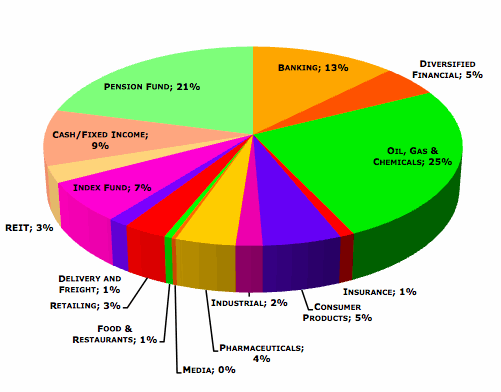 Banking; 13%
Diversified
Financial; 5%
Oil, Gas &
Chemicals; 25%
Insurance; 1%
Consumer
Products; 5%
Industrial; 2%
Pharmaceuticals;
4%
Media; 0%
Food &
Restaurants; 1%
Retailing; 3%
Delivery and
Freight; 1%
Index Fund; 7%
REIT; 3%
Cash/Fixed Income;
9%
Pension Fund; 21%